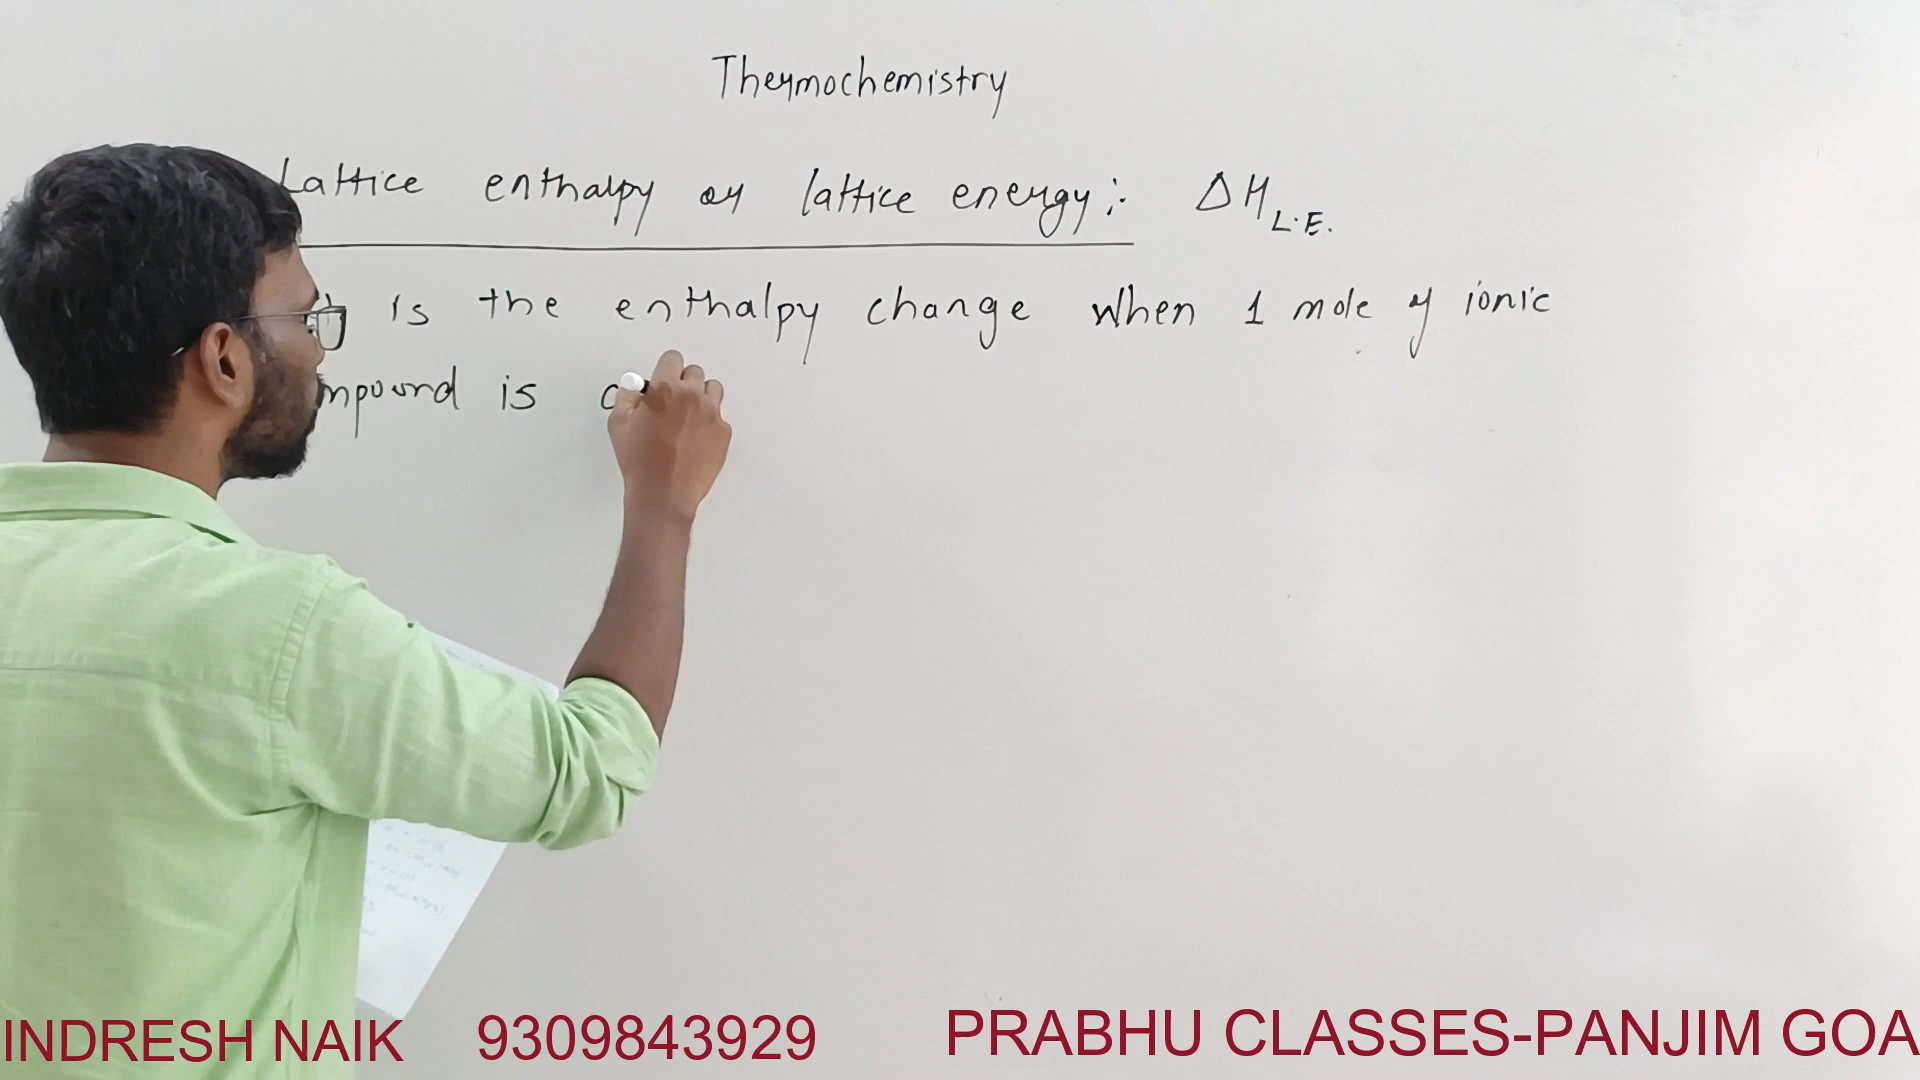 Thermochemistry
Lattice enthalpy or lattice energy :- ΔH L.E.
is the enthalpy change when 1 mole of ionic
mpound is
INDRESH NAIK 9309843929 PRABHU CLASSES-PANJIM GOA